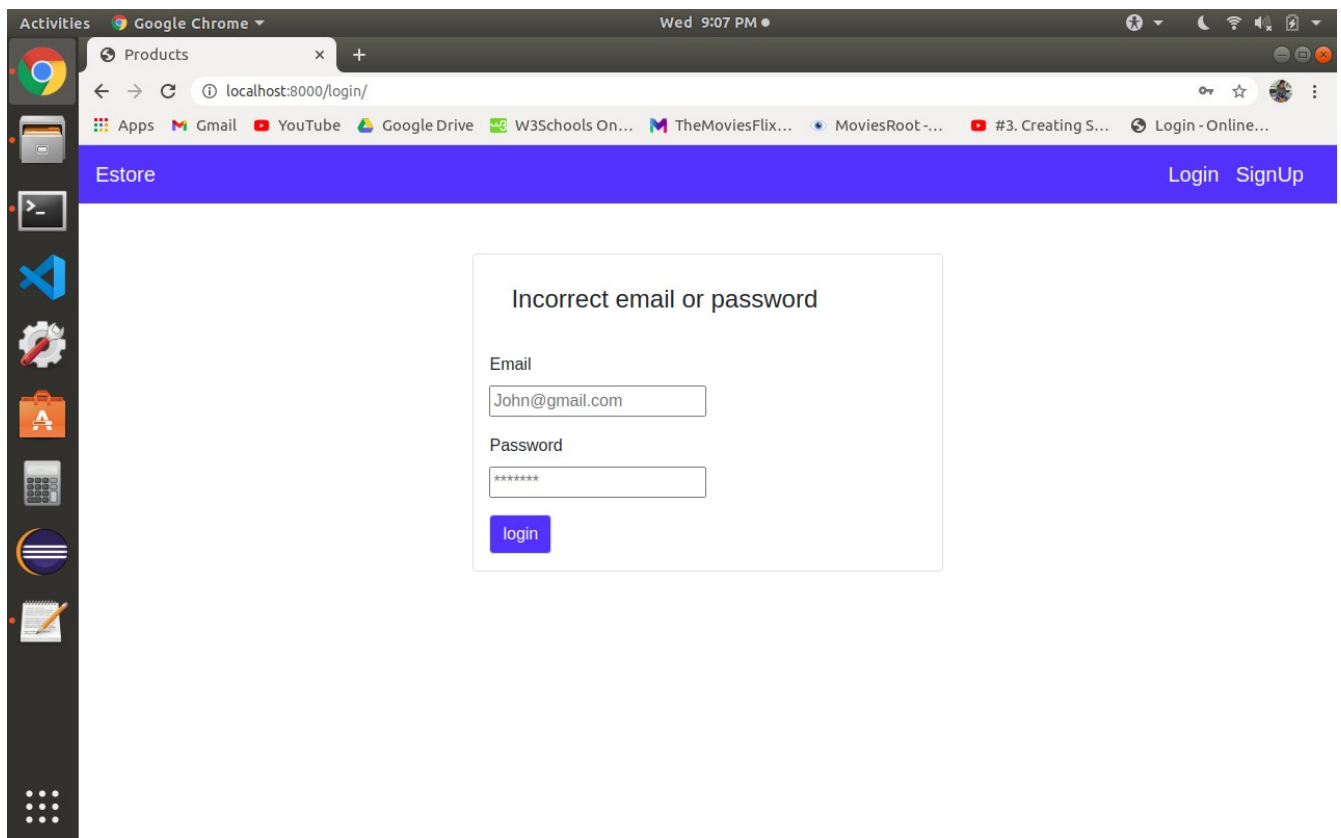 Activities Google Chrome Wed 9:07 PM
Products
localhost:8000/login/
Apps Gmail YouTube Google Drive W3Schools On... TheMoviesFlix... MoviesRoot -... #3. Creating S... Login - Online...
Estore Login SignUp
Incorrect email or password
Email
John@gmail.com
Password
*******
login